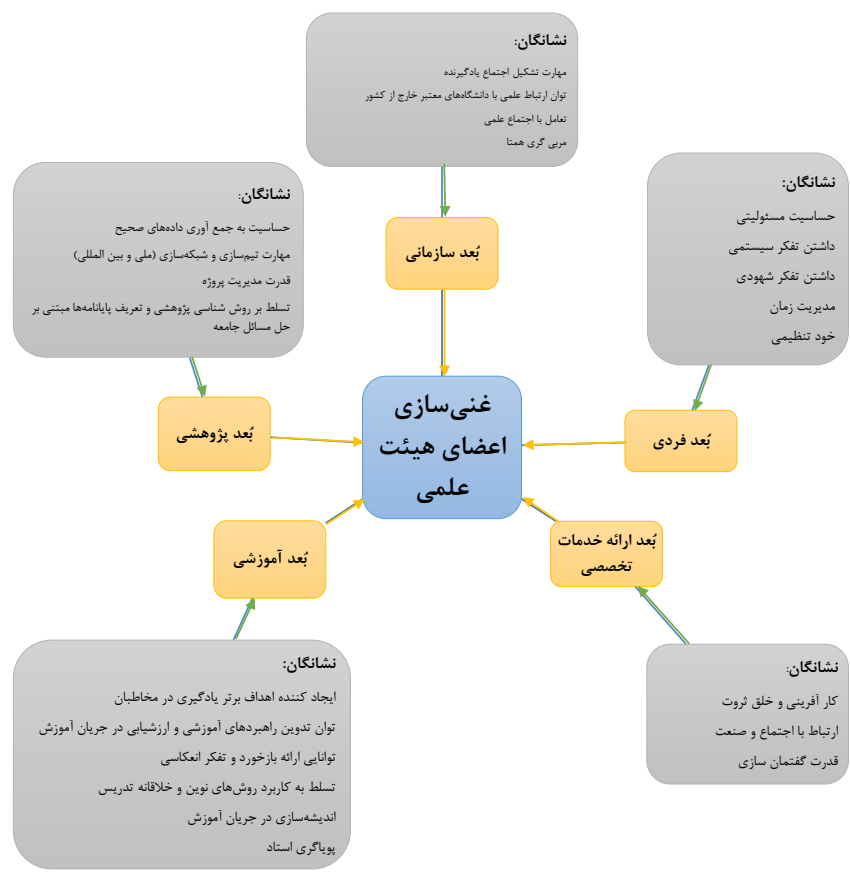 نشانگان:
مهارت تشکیل اجتماع یادگیرنده
توان ارتباط علمی با دانشگاه‌های معتبر خارج از کشور
تعامل با اجتماع علمی
مربی گری همتا
بُعد سازمانی
نشانگان:
حساسیت مسئولیتی
داشتن تفکر سیستمی
داشتن تفکر شهودی
مدیریت زمان
خود تنظیمی
بُعد فردی
نشانگان:
حساسیت به جمع آوری داده‌های صحیح
مهارت تیم‌سازی و شبکه‌سازی (ملی و بین المللی)
قدرت مدیریت پروژه
تسلط بر روش شناسی پژوهشی و تعریف پایانامه‌ها مبتنی بر
حل مسائل جامعه
بُعد پژوهشی
غنی‌سازی
اعضای هیئت
علمی
بُعد ارائه خدمات
تخصصی
نشانگان:
کار آفرینی و خلق ثروت
ارتباط با اجتماع و صنعت
قدرت گفتمان سازی
بُعد آموزشی
نشانگان:
ایجاد کننده اهداف برتر یادگیری در مخاطبان
توان تدوین راهبردهای آموزشی و ارزشیابی در جریان آموزش
توانایی ارائه بازخورد و تفکر انعکاسی
تسلط به کاربرد روش‌های نوین و خلاقانه تدریس
اندیشه‌سازی در جریان آموزش
پویاگری استاد